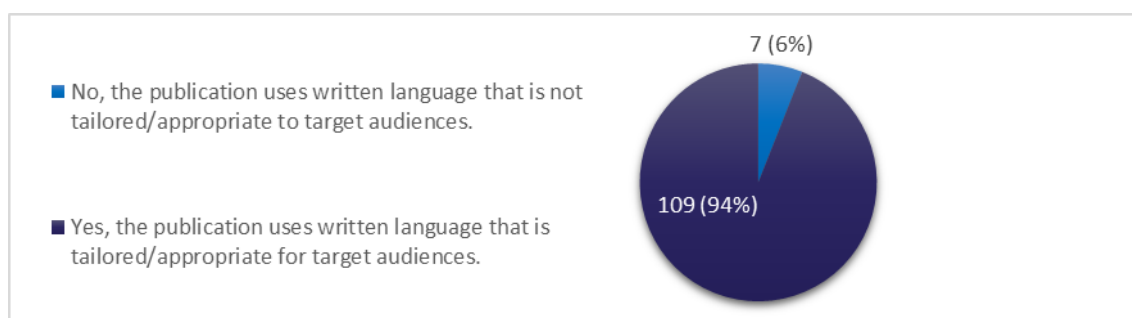 7 (6%)
No, the publication uses written language that is not
tailored/appropriate to target audiences.
109 (94%)
Yes, the publication uses written language that is
tailored/appropriate for target audiences.